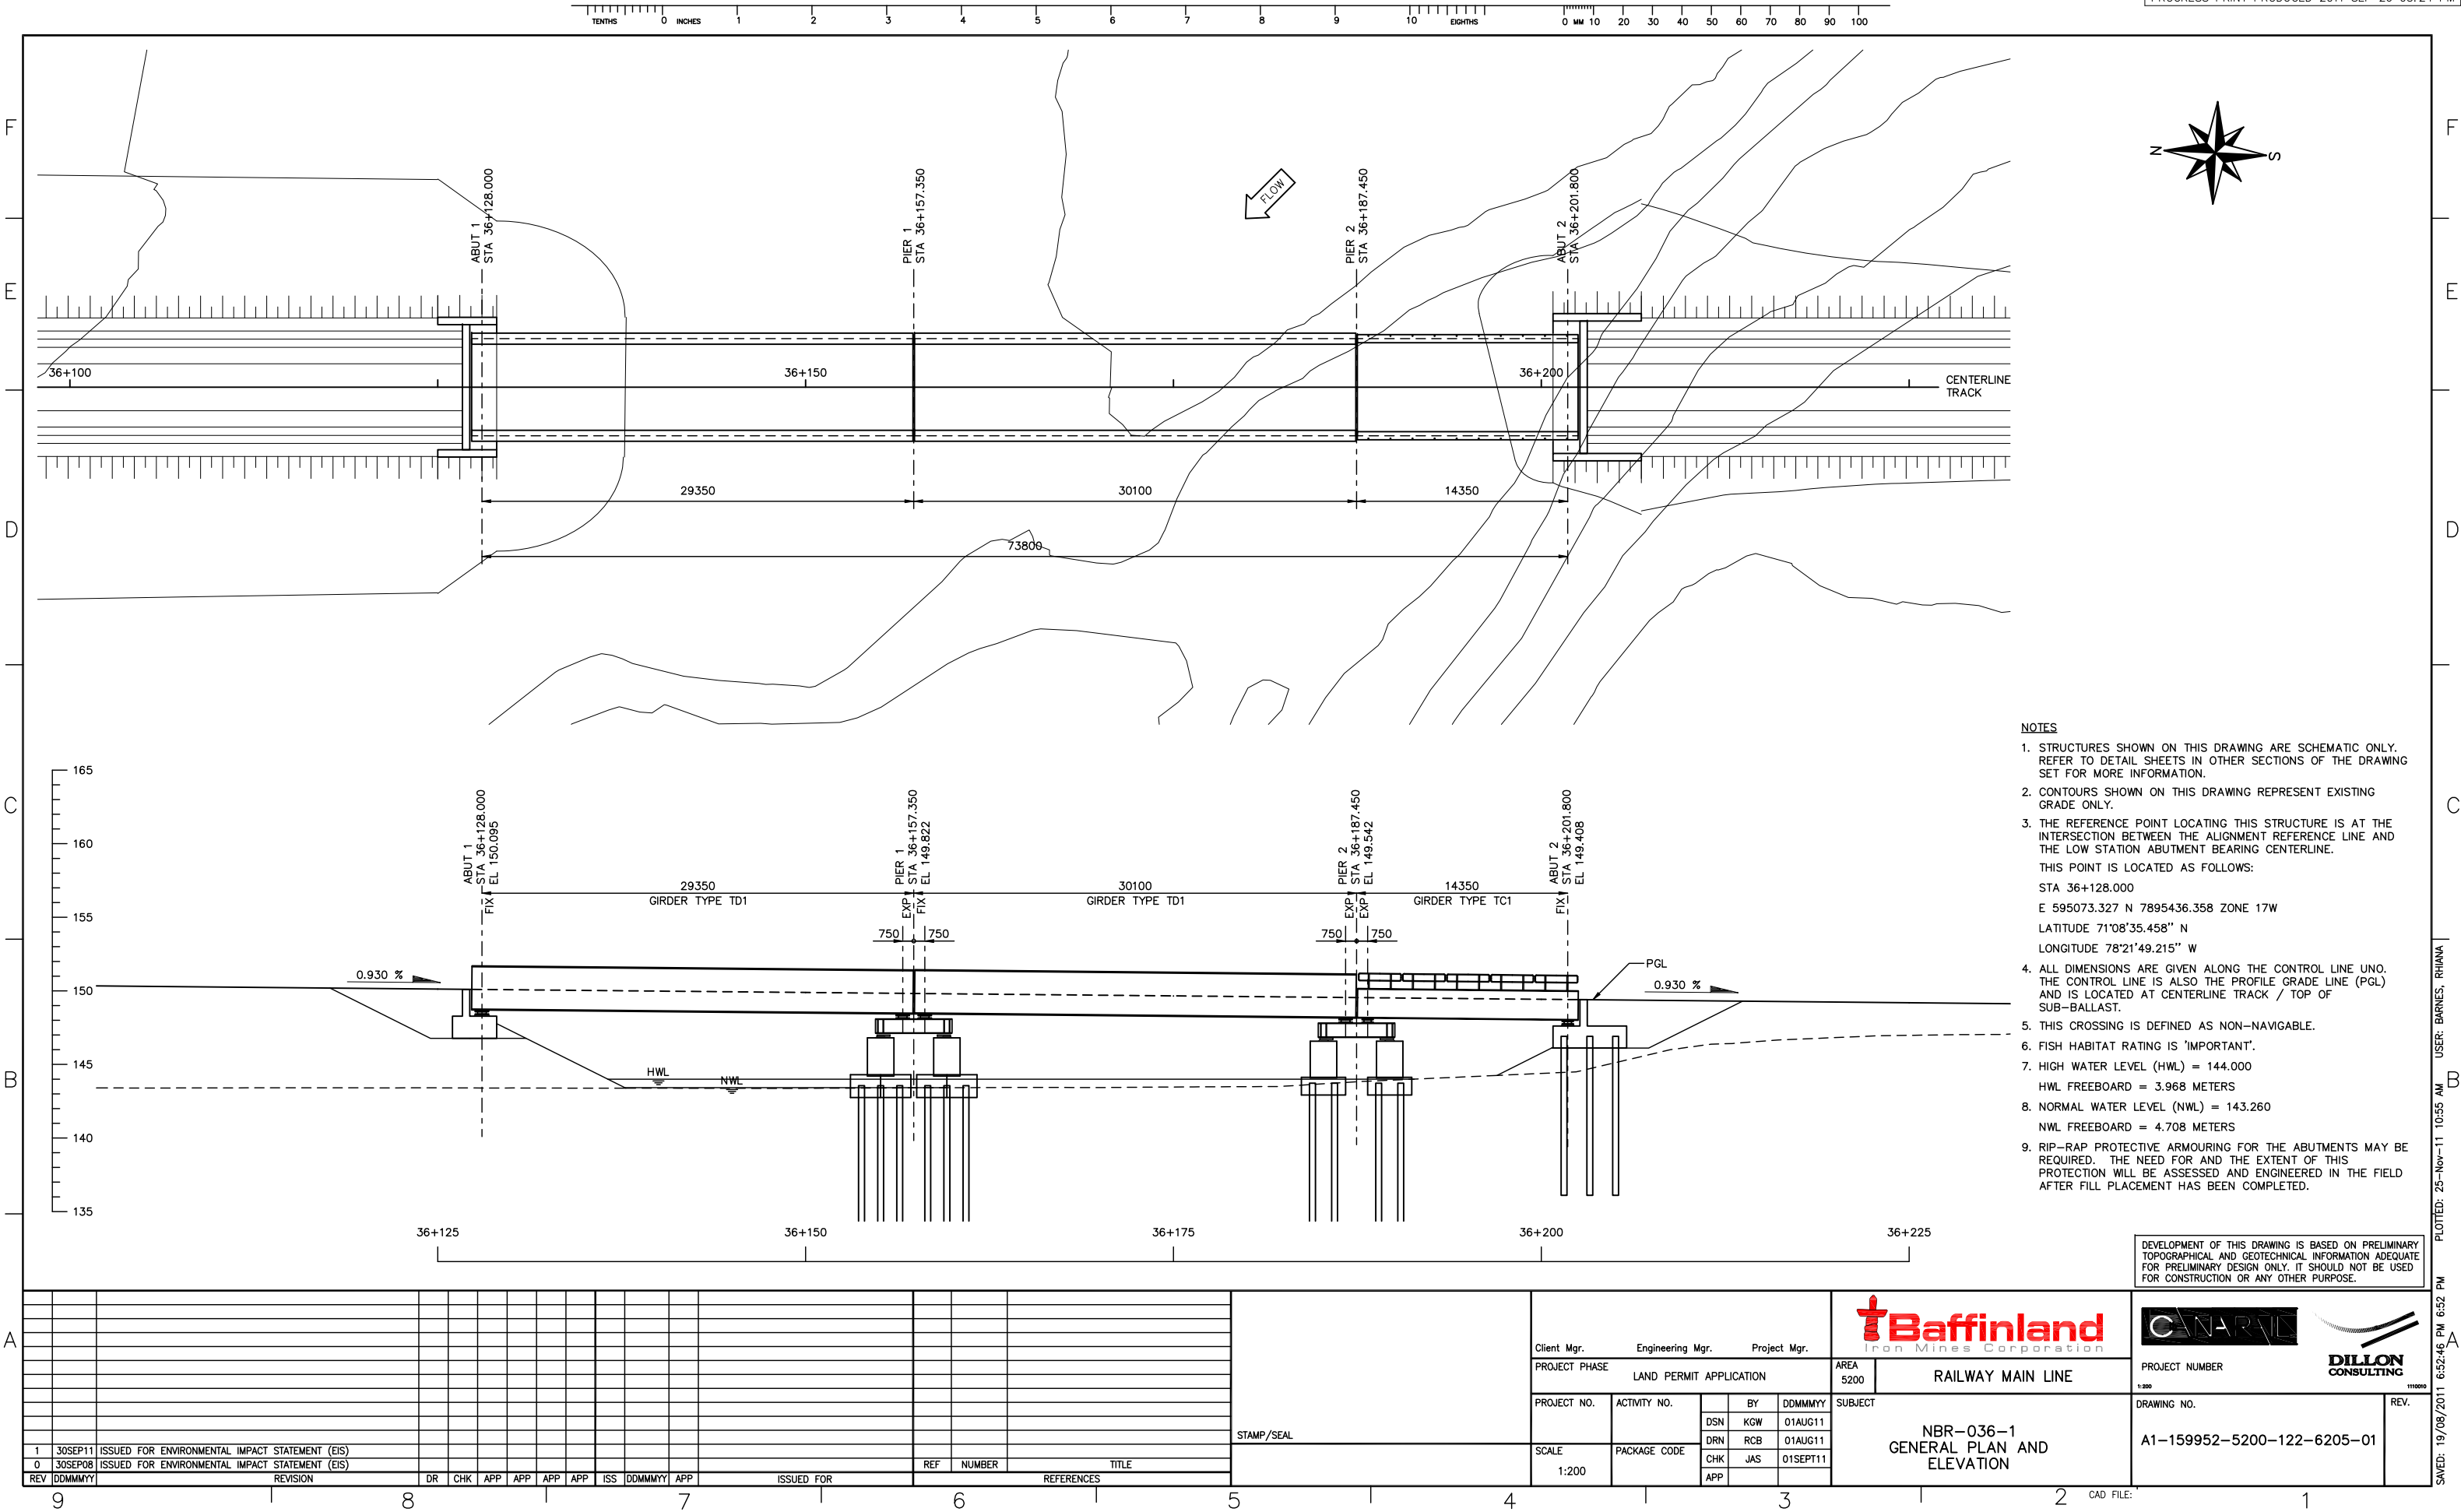 TENTHS 0 INCHES 1 2 3 4 5 6 7 8 9 10 EIGHTHS 0 MM 10 20 30 40 50 60 70 80 90 100
F
F
N
S
FLOW
ABUT 1
STA 36+128.000
PIER 1
STA 36+157.350
PIER 2
STA 36+187.450
ABUT 2
STA 36+201.800
E
E
36+100
36+150
36+200
CENTERLINE
TRACK
29350
30100
14350
D
D
73800
NOTES
1. STRUCTURES SHOWN ON THIS DRAWING ARE SCHEMATIC ONLY.
REFER TO DETAIL SHEETS IN OTHER SECTIONS OF THE DRAWING
SET FOR MORE INFORMATION.
2. CONTOURS SHOWN ON THIS DRAWING REPRESENT EXISTING
GRADE ONLY.
3. THE REFERENCE POINT LOCATING THIS STRUCTURE IS AT THE
INTERSECTION BETWEEN THE ALIGNMENT REFERENCE LINE AND
THE LOW STATION ABUTMENT BEARING CENTERLINE.
THIS POINT IS LOCATED AS FOLLOWS:
STA 36+128.000
E 595073.327 N 7895436.358 ZONE 17W
LATITUDE 71°08'35.458'' N
LONGITUDE 78°21'49.215'' W
4. ALL DIMENSIONS ARE GIVEN ALONG THE CONTROL LINE UNO.
THE CONTROL LINE IS ALSO THE PROFILE GRADE LINE (PGL)
AND IS LOCATED AT CENTERLINE TRACK / TOP OF
SUB-BALLAST.
5. THIS CROSSING IS DEFINED AS NON-NAVIGABLE.
6. FISH HABITAT RATING IS 'IMPORTANT'.
7. HIGH WATER LEVEL (HWL) = 144.000
HWL FREEBOARD = 3.968 METERS
8. NORMAL WATER LEVEL (NWL) = 143.260
NWL FREEBOARD = 4.708 METERS
9. RIP-RAP PROTECTIVE ARMOURING FOR THE ABUTMENTS MAY BE
REQUIRED. THE NEED FOR AND THE EXTENT OF THIS
PROTECTION WILL BE ASSESSED AND ENGINEERED IN THE FIELD
AFTER FILL PLACEMENT HAS BEEN COMPLETED.
C
C
165
160
155
150
145
140
135
ABUT 1
STA 36+128.000
EL 150.095
FIX
PIER 1
STA 36+157.350
EL 149.822
EXP
FIX
PIER 2
STA 36+187.450
EL 149.542
EXP
EXP
ABUT 2
STA 36+201.800
EL 149.408
FIX
29350
GIRDER TYPE TD1
30100
GIRDER TYPE TD1
14350
GIRDER TYPE TC1
750 750
750 750
0.930 %
PGL
0.930 %
HWL
NWL
B
B
36+125
36+150
36+175
36+200
36+225
DEVELOPMENT OF THIS DRAWING IS BASED ON PRELIMINARY
TOPOGRAPHICAL AND GEOTECHNICAL INFORMATION ADEQUATE
FOR PRELIMINARY DESIGN ONLY. IT SHOULD NOT BE USED
FOR CONSTRUCTION OR ANY OTHER PURPOSE.
SAVED: 19/08/2011 6:52:46 PM 6:52 PM PLOTTED: 25-Nov-11 10:55 AM USER: BARNES, RHIANA
A
A
1 30SEP11 ISSUED FOR ENVIRONMENTAL IMPACT STATEMENT (EIS)
0 30SEP08 ISSUED FOR ENVIRONMENTAL IMPACT STATEMENT (EIS)
REV DDMMMYY REVISION DR CHK APP APP APP APP ISS DDMMMYY APP ISSUED FOR
REF NUMBER TITLE
REFERENCES
STAMP/SEAL
Client Mgr. Engineering Mgr. Project Mgr.
PROJECT PHASE
LAND PERMIT APPLICATION
PROJECT NO.
ACTIVITY NO.
BY DDMMMYY
DSN KGW 01AUG11
DRN RCB 01AUG11
CHK JAS 01SEPT11
APP
SCALE
1:200
PACKAGE CODE
Baffinland
Iron Mines Corporation
AREA
5200
RAILWAY MAIN LINE
SUBJECT
NBR-036-1
GENERAL PLAN AND
ELEVATION
CANARAIL
DILLON
CONSULTING
PROJECT NUMBER
1:200
1110010
DRAWING NO.
A1-159952-5200-122-6205-01
REV.
9 8 7 6 5 4 3 2 1
CAD FILE: